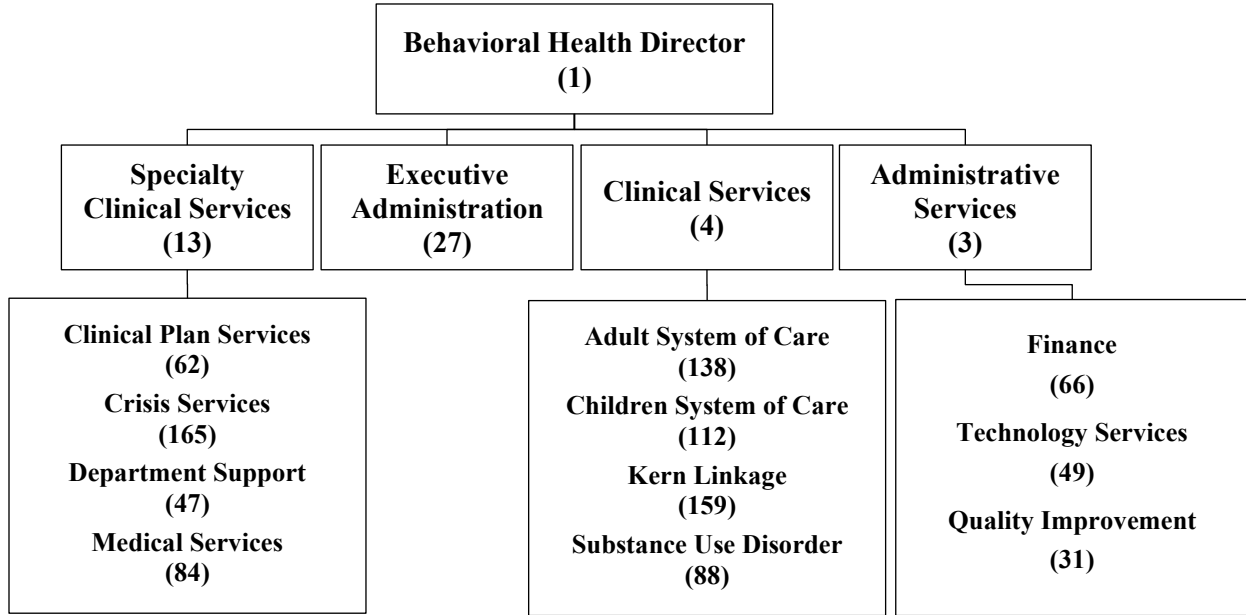 Behavioral Health Director
(1)
Specialty
Clinical Services
(13)
Executive
Administration
(27)
Clinical Services
(4)
Administrative
Services
(3)
Clinical Plan Services
(62)
Crisis Services
(165)
Department Support
(47)
Medical Services
(84)
Adult System of Care
(138)
Children System of Care
(112)
Kern Linkage
(159)
Substance Use Disorder
(88)
Finance
(66)
Technology Services
(49)
Quality Improvement
(31)